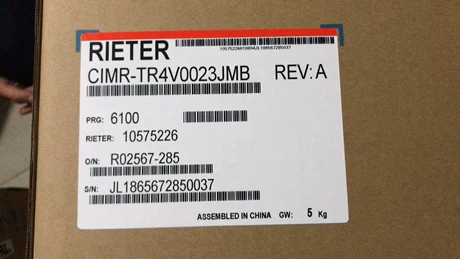 RIETER
CIMR-TR4V0023JMB REV: A
PRG: 6100
RIETER: 10575226
O/N: R02567-285
S/N: JL1865672850037
ASSEMBLED IN CHINA GW: 5 Kg